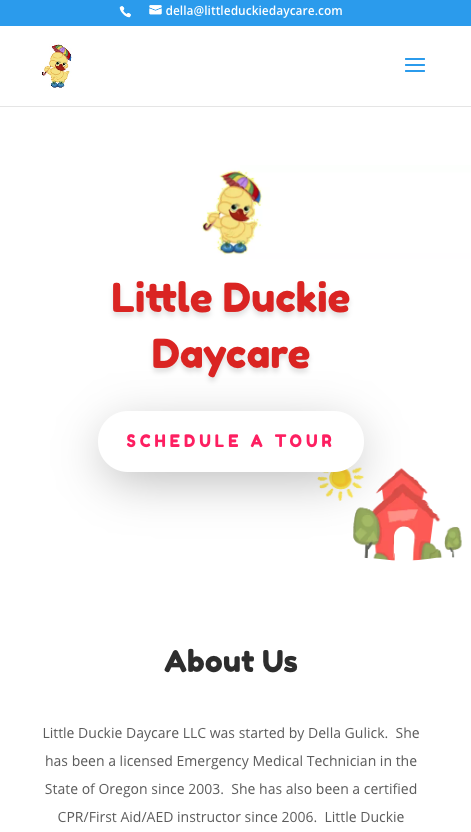 della@littleduckiedaycare.com
Little Duckie
Daycare
SCHEDULE A TOUR
About Us
Little Duckie Daycare LLC was started by Della Gulick.  She
has been a licensed Emergency Medical Technician in the
State of Oregon since 2003.  She has also been a certified
CPR/First Aid/AED instructor since 2006.  Little Duckie